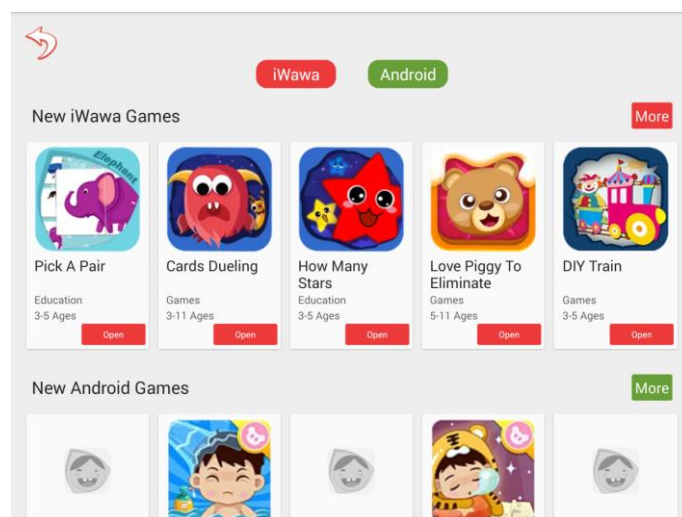 iWawa
Android
New iWawa Games
More
Elephant
Pick A Pair
Education
3-5 Ages
Open
Cards Dueling
Games
3-11 Ages
Open
How Many
Stars
Education
3-5 Ages
Open
Love Piggy To
Eliminate
Games
5-11 Ages
Open
DIY Train
Games
3-5 Ages
Open
New Android Games
More